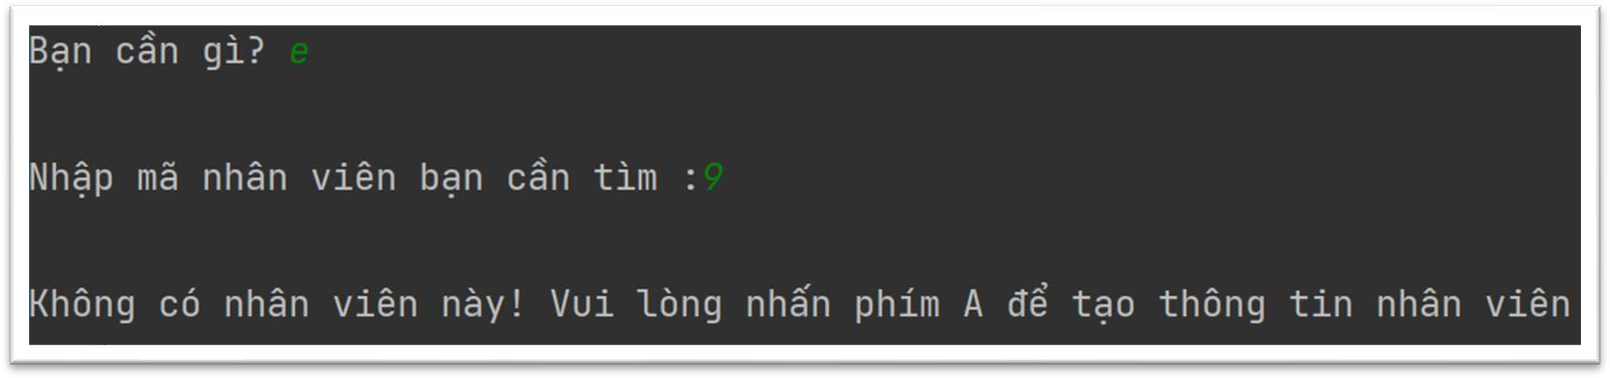 Bạn cần gì? e
Nhập mã nhân viên bạn cần tìm :9
Không có nhân viên này! Vui lòng nhấn phím A để tạo thông tin nhân viên